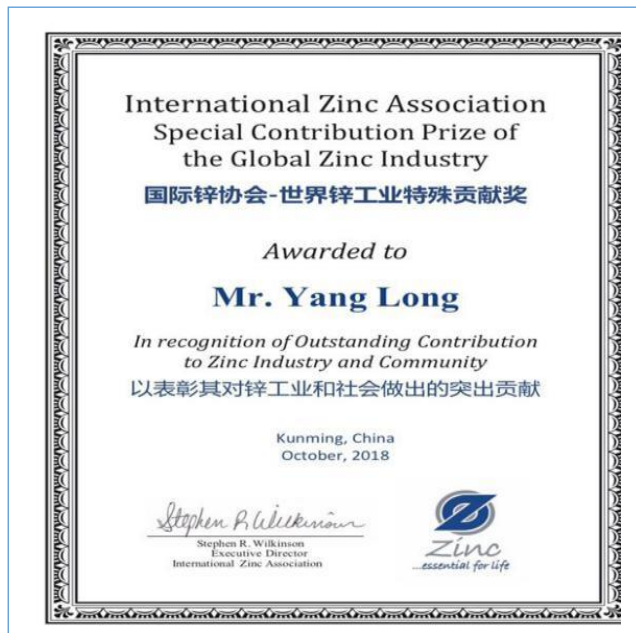 International Zinc Association
Special Contribution Prize of
the Global Zinc Industry
国际锌协会-世界锌工业特殊贡献奖
Awarded to
Mr. Yang Long
In recognition of Outstanding Contribution
to Zinc Industry and Community
以表彰其对锌工业和社会做出的突出贡献
Kunming, China
October, 2018
Stephen R. Wilkinson
Stephen R. Wilkinson
Executive Director
International Zinc Association
Zinc
...essential for life